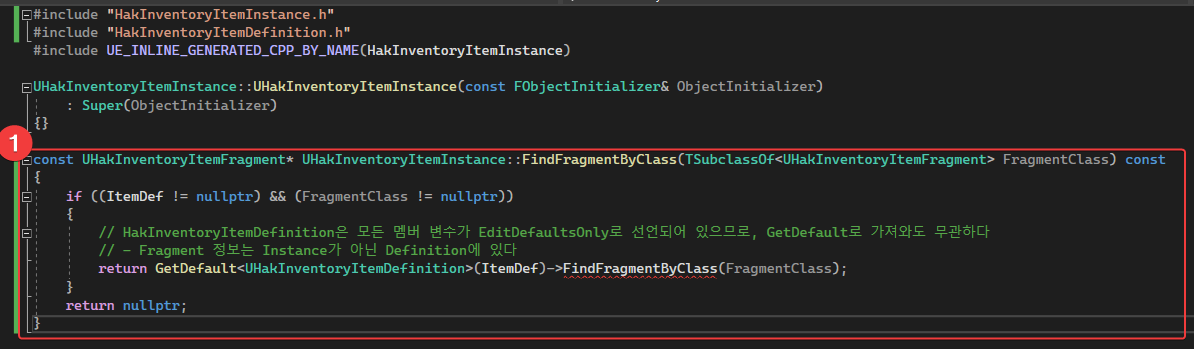 #include "HakInventoryItemInstance.h"
#include "HakInventoryItemDefinition.h"
#include UE_INLINE_GENERATED_CPP_BY_NAME(HakInventoryItemInstance)
UHakInventoryItemInstance::UHakInventoryItemInstance(const FObjectInitializer& ObjectInitializer)
: Super(ObjectInitializer)
{}
1
const UHakInventoryItemFragment* UHakInventoryItemInstance::FindFragmentByClass(TSubclassOf<UHakInventoryItemFragment> FragmentClass) const
{
if ((ItemDef != nullptr) && (FragmentClass != nullptr))
{
// HakInventoryItemDefinition은 모든 멤버 변수가 EditDefaultsOnly로 선언되어 있으므로, GetDefault로 가져와도 무관하다
// - Fragment 정보는 Instance가 아닌 Definition에 있다
return GetDefault<UHakInventoryItemDefinition>(ItemDef)->FindFragmentByClass(FragmentClass);
}
return nullptr;
}